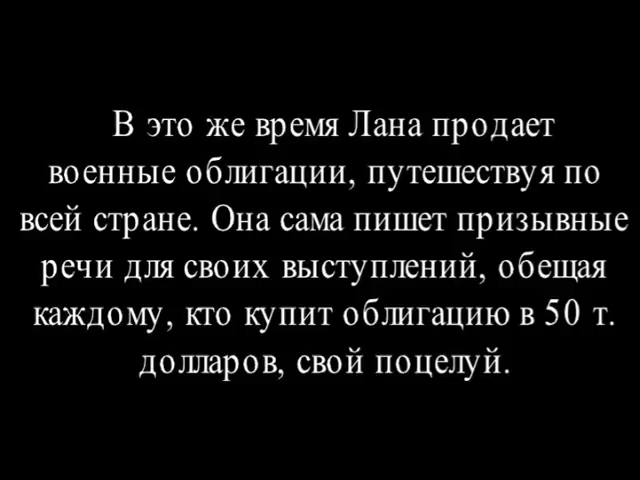 В это же время Лана продает
военные облигации, путешествуя по
всей стране. Она сама пишет призывные
речи для своих выступлений, обещая
каждому, кто купит облигацию в 50 т.
долларов, свой поцелуй.